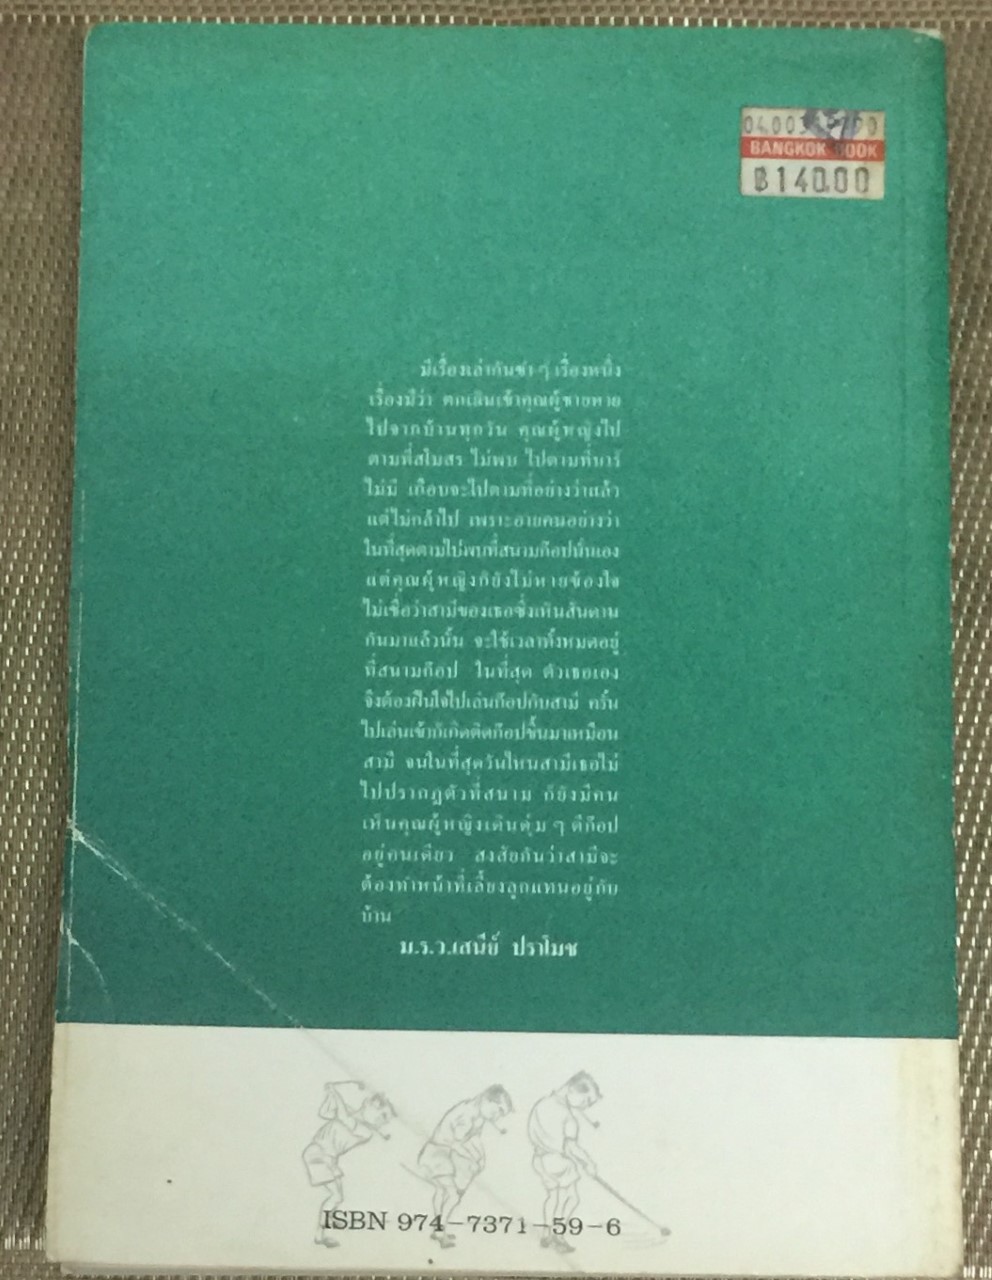 BANGKOK BOOK
฿140.00
มีเรื่องเล่ากันช้า ๆ เรื่องหนึ่ง
เรื่องมีว่า ตกเสินเช้าคุณผู้ชายหาย
ไปจากบ้านทุกวัน คุณผู้หญิงไป
ตามที่สโมสร ไม่พบ ไปตามที่บาร์
ไม่มี เกือบจะไปตามที่อย่างว่าแล้ว
แต่ไม่กล้าไป เพราะอายคนอย่างว่า
ในที่สุดตามไปพบที่สนามก๊อปนั่นเอง
แต่คุณผู้หญิงก็ยังไม่หายข้องใจ
ไม่เชื่อว่าสามีของเธอซึ่งเห็นสันดาน
กันมาแล้วนั้น จะใช้เวลาทั้งหมดอยู่
ที่สนามก๊อป ในที่สุด ตัวเธอเอง
จึงต้องฝืนใจไปเล่นก๊อปกับสามี ครั้น
ไปเล่นเข้าก็เกิดติดก๊อปขึ้นมาเหมือน
สามี จนในที่สุดวันไหนสามีเธอไม่
ไปปรากฏตัวที่สนาม ก็ยังมีคน
เห็นคุณผู้หญิงเดินดุ่ม ๆ ตีก๊อป
อยู่คนเดียว สงสัยกันว่าสามีจะ
ต้องทำหน้าที่เลี้ยงลูกแทนอยู่กับ
บ้าน
ม.ร.ว.เสนีย์ ปราโมช
ISBN 974-7371-59-6